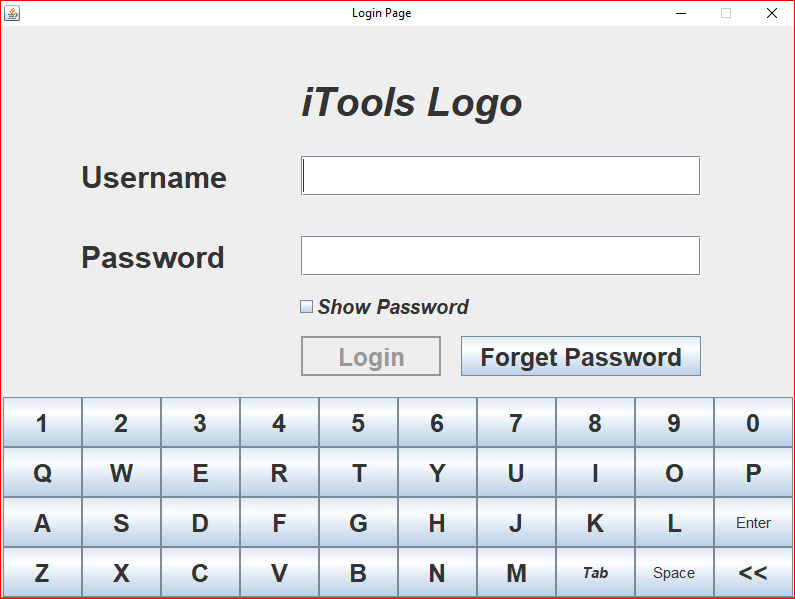 Login Page
iTools Logo
Username
Password
Show Password
Login Forget Password
1 2 3 4 5 6 7 8 9 0
Q W E R T Y U I O P
A S D F G H J K L Enter
Z X C V B N M Tab Space <<